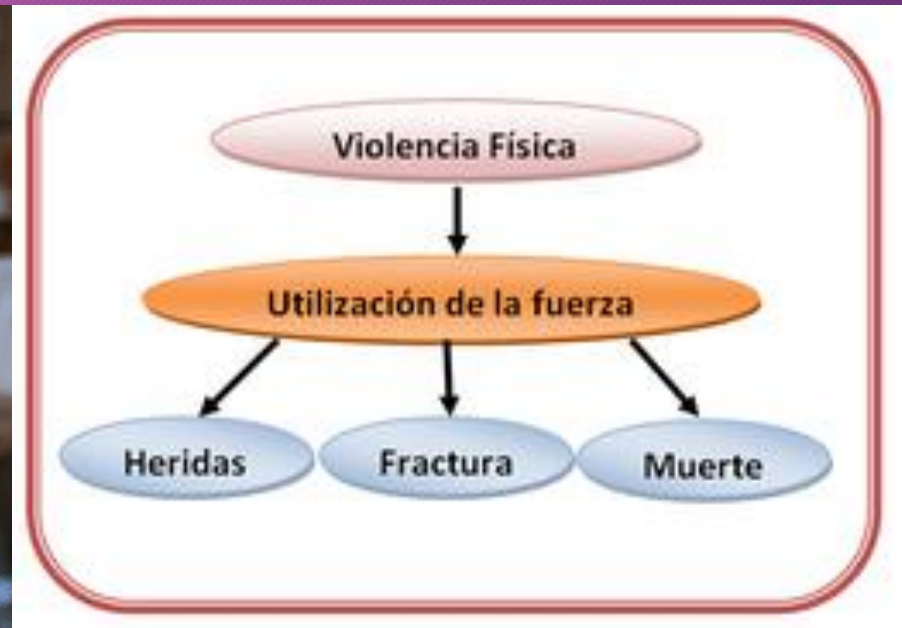 Violencia Física
Utilización de la fuerza
Heridas
Fractura
Muerte